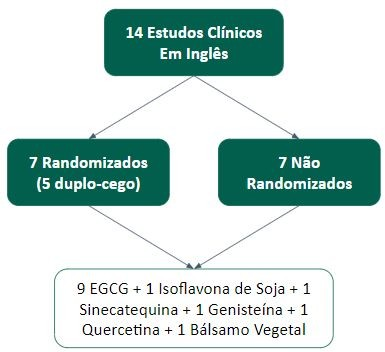 14 Estudos Clínicos
Em Inglês
7 Randomizados
(5 duplo-cego)
7 Não
Randomizados
9 EGCG + 1 Isoflavona de Soja + 1
Sinecatequina + 1 Genisteína + 1
Quercetina + 1 Bálsamo Vegetal